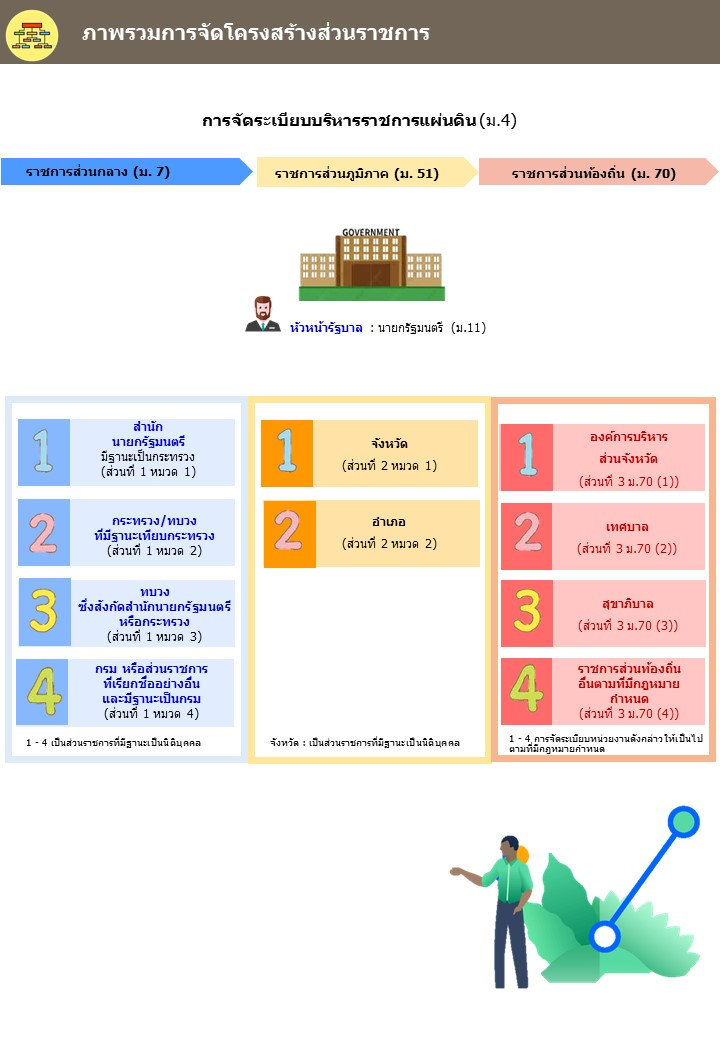 ภาพรวมการจัดโครงสร้างส่วนราชการ
การจัดระเบียบบริหารราชการแผ่นดิน (ม.4)
ราชการส่วนกลาง (ม. 7)
ราชการส่วนภูมิภาค (ม. 51)
ราชการส่วนท้องถิ่น (ม. 70)
GOVERNMENT
หัวหน้ารัฐบาล : นายกรัฐมนตรี (ม.11)
1
สำนัก
นายกรัฐมนตรี
มีฐานะเป็นกระทรวง
(ส่วนที่ 1 หมวด 1)
2
กระทรวง/ทบวง
ที่มีฐานะเทียบกระทรวง
(ส่วนที่ 1 หมวด 2)
3
ทบวง
ซึ่งสังกัดสำนักนายกรัฐมนตรี
หรือกระทรวง
(ส่วนที่ 1 หมวด 3)
4
กรม หรือส่วนราชการ
ที่เรียกชื่ออย่างอื่น
และมีฐานะเป็นกรม
(ส่วนที่ 1 หมวด 4)
1 - 4 เป็นส่วนราชการที่มีฐานะเป็นนิติบุคคล
1
จังหวัด
(ส่วนที่ 2 หมวด 1)
2
อำเภอ
(ส่วนที่ 2 หมวด 2)
จังหวัด : เป็นส่วนราชการที่มีฐานะเป็นนิติบุคคล
1
องค์การบริหาร
ส่วนจังหวัด
(ส่วนที่ 3 ม.70 (1))
2
เทศบาล
(ส่วนที่ 3 ม.70 (2))
3
สุขาภิบาล
(ส่วนที่ 3 ม.70 (3))
4
ราชการส่วนท้องถิ่น
อื่นตามที่มีกฎหมาย
กำหนด
(ส่วนที่ 3 ม.70 (4))
1 - 4 การจัดระเบียบหน่วยงานดังกล่าวให้เป็นไป
ตามที่มีกฎหมายกำหนด